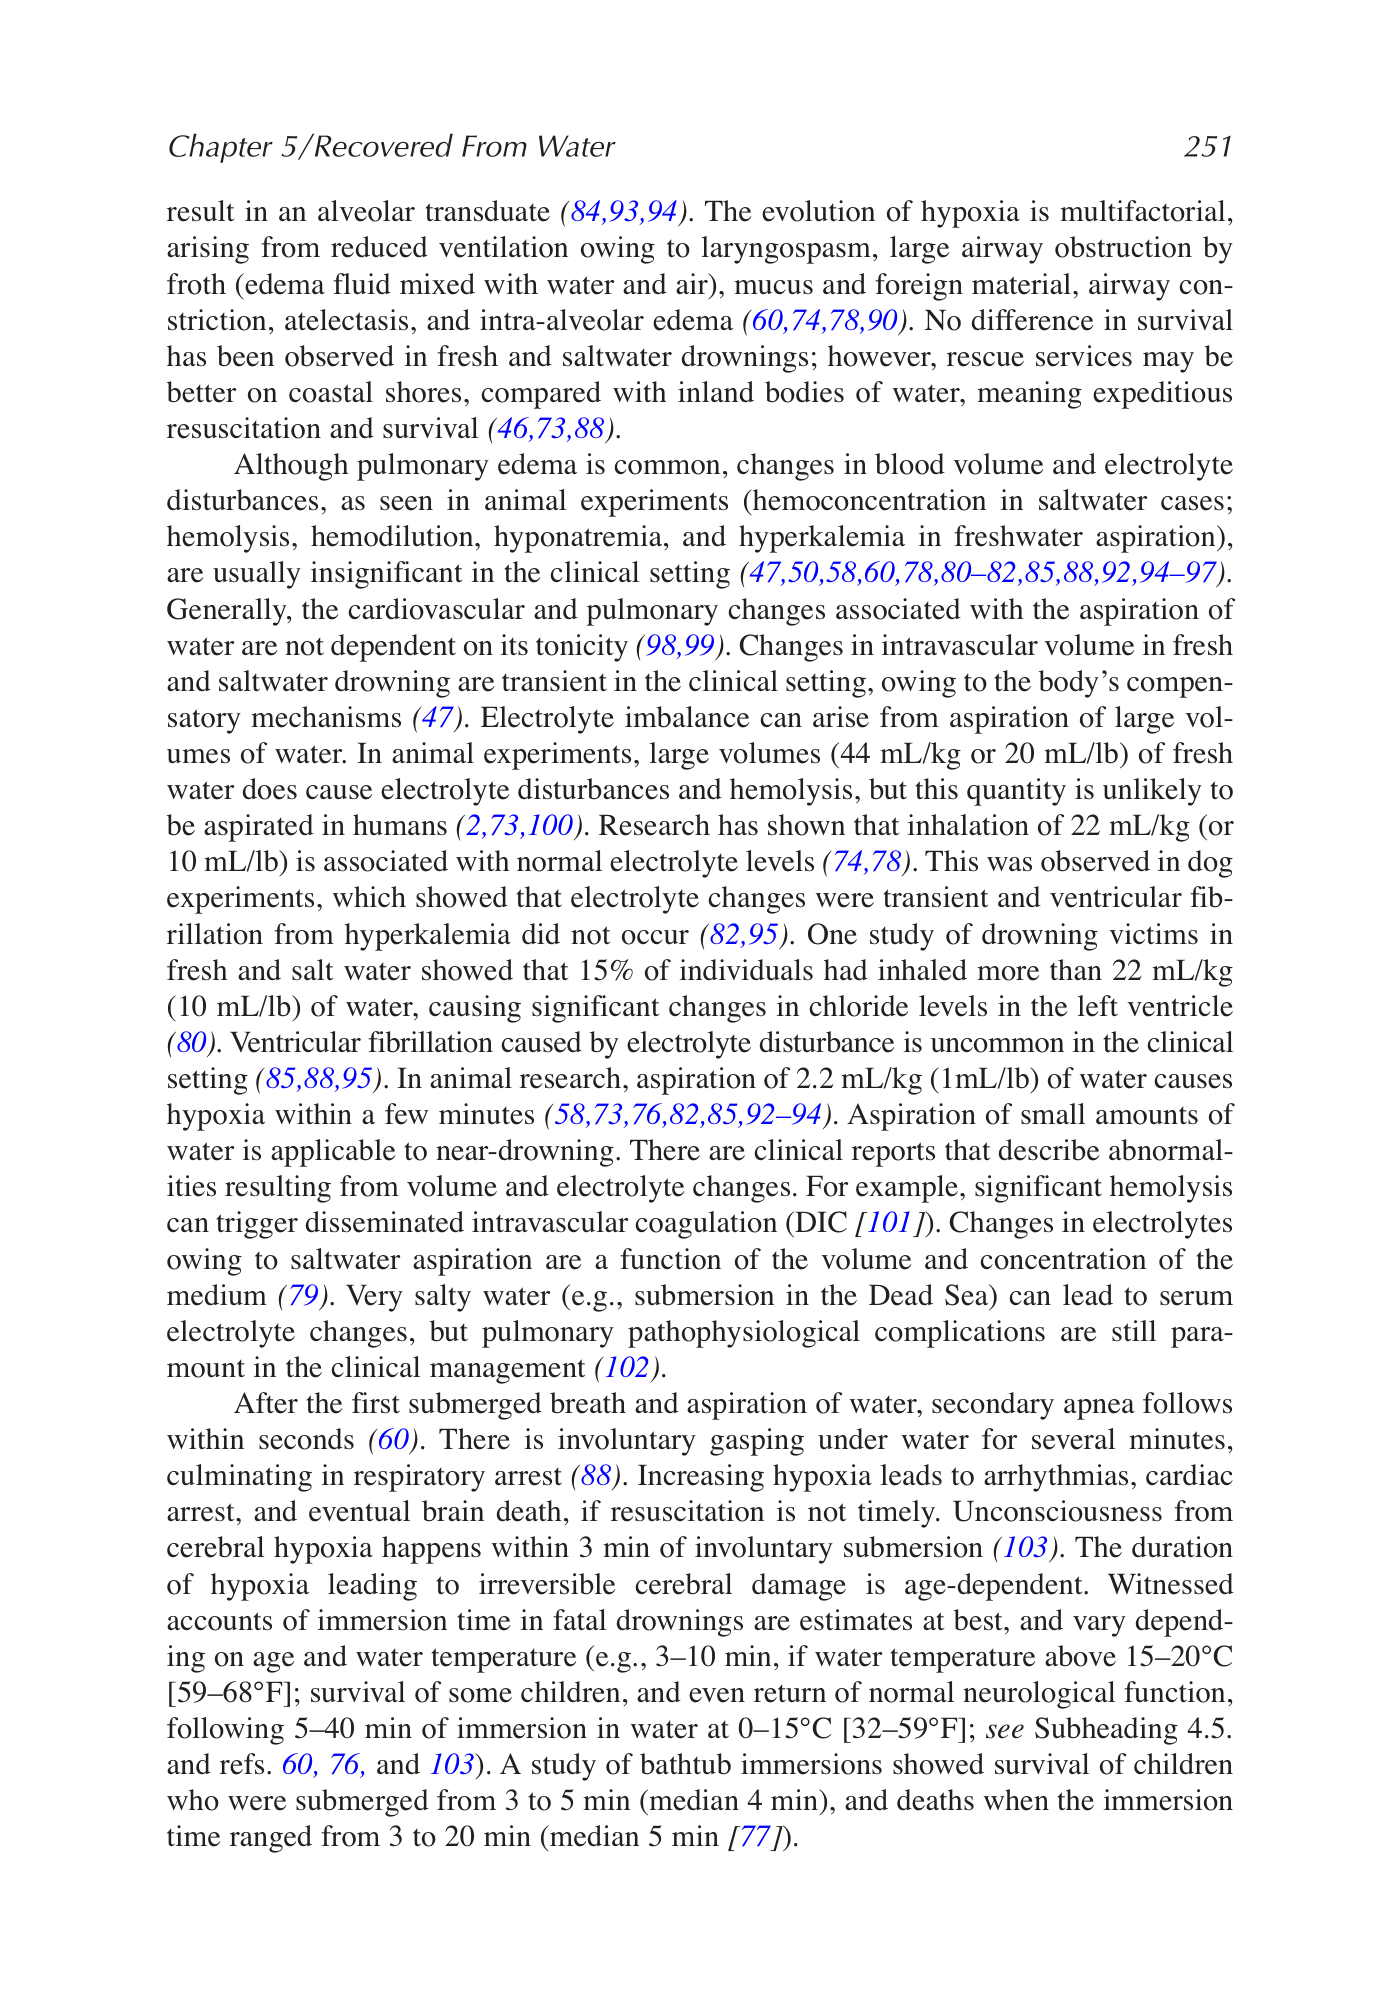 Chapter 5/Recovered From Water 251
result in an alveolar transduate (84,93,94). The evolution of hypoxia is multifactorial,
arising from reduced ventilation owing to laryngospasm, large airway obstruction by
froth (edema fluid mixed with water and air), mucus and foreign material, airway con-
striction, atelectasis, and intra-alveolar edema (60,74,78,90). No difference in survival
has been observed in fresh and saltwater drownings; however, rescue services may be
better on coastal shores, compared with inland bodies of water, meaning expeditious
resuscitation and survival (46,73,88).
Although pulmonary edema is common, changes in blood volume and electrolyte
disturbances, as seen in animal experiments (hemoconcentration in saltwater cases;
hemolysis, hemodilution, hyponatremia, and hyperkalemia in freshwater aspiration),
are usually insignificant in the clinical setting (47,50,58,60,78,80–82,85,88,92,94–97).
Generally, the cardiovascular and pulmonary changes associated with the aspiration of
water are not dependent on its tonicity (98,99). Changes in intravascular volume in fresh
and saltwater drowning are transient in the clinical setting, owing to the body's compen-
satory mechanisms (47). Electrolyte imbalance can arise from aspiration of large vol-
umes of water. In animal experiments, large volumes (44 mL/kg or 20 mL/lb) of fresh
water does cause electrolyte disturbances and hemolysis, but this quantity is unlikely to
be aspirated in humans (2,73,100). Research has shown that inhalation of 22 mL/kg (or
10 mL/lb) is associated with normal electrolyte levels (74,78). This was observed in dog
experiments, which showed that electrolyte changes were transient and ventricular fib-
rillation from hyperkalemia did not occur (82,95). One study of drowning victims in
fresh and salt water showed that 15% of individuals had inhaled more than 22 mL/kg
(10 mL/lb) of water, causing significant changes in chloride levels in the left ventricle
(80). Ventricular fibrillation caused by electrolyte disturbance is uncommon in the clinical
setting (85,88,95). In animal research, aspiration of 2.2 mL/kg (1mL/lb) of water causes
hypoxia within a few minutes (58,73,76,82,85,92–94). Aspiration of small amounts of
water is applicable to near-drowning. There are clinical reports that describe abnormal-
ities resulting from volume and electrolyte changes. For example, significant hemolysis
can trigger disseminated intravascular coagulation (DIC [101]). Changes in electrolytes
owing to saltwater aspiration are a function of the volume and concentration of the
medium (79). Very salty water (e.g., submersion in the Dead Sea) can lead to serum
electrolyte changes, but pulmonary pathophysiological complications are still para-
mount in the clinical management (102).
After the first submerged breath and aspiration of water, secondary apnea follows
within seconds (60). There is involuntary gasping under water for several minutes,
culminating in respiratory arrest (88). Increasing hypoxia leads to arrhythmias, cardiac
arrest, and eventual brain death, if resuscitation is not timely. Unconsciousness from
cerebral hypoxia happens within 3 min of involuntary submersion (103). The duration
of hypoxia leading to irreversible cerebral damage is age-dependent. Witnessed
accounts of immersion time in fatal drownings are estimates at best, and vary depend-
ing on age and water temperature (e.g., 3–10 min, if water temperature above 15–20°C
[59–68°F]; survival of some children, and even return of normal neurological function,
following 5–40 min of immersion in water at 0–15°C [32–59°F]; see Subheading 4.5.
and refs. 60, 76, and 103). A study of bathtub immersions showed survival of children
who were submerged from 3 to 5 min (median 4 min), and deaths when the immersion
time ranged from 3 to 20 min (median 5 min [77]).